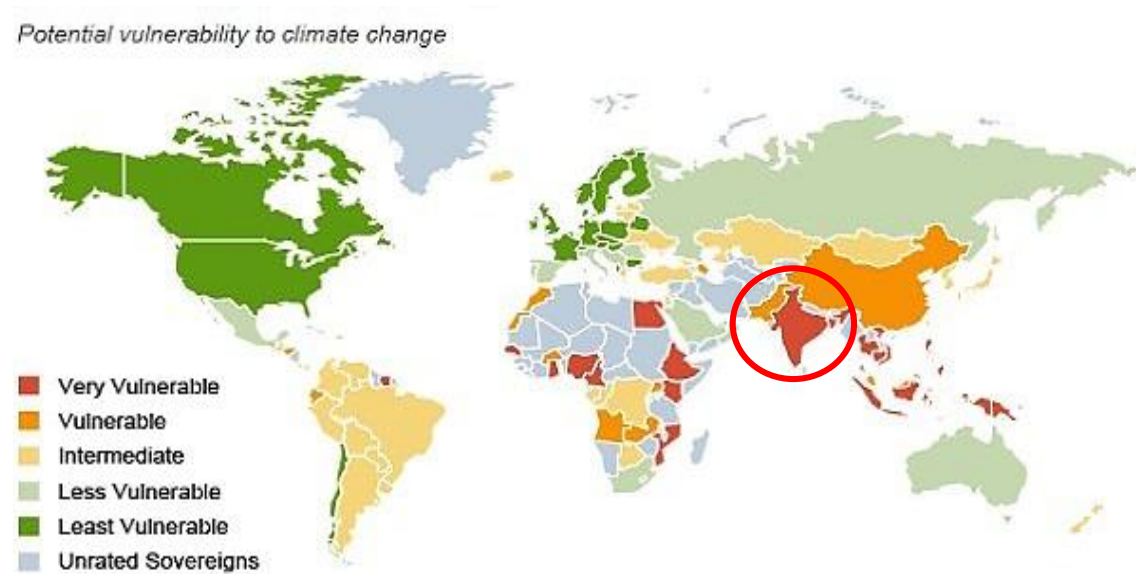 Potential vulnerability to climate change
Very Vulnerable
Vulnerable
Intermediate
Less Vulnerable
Least Vulnerable
Unrated Sovereigns